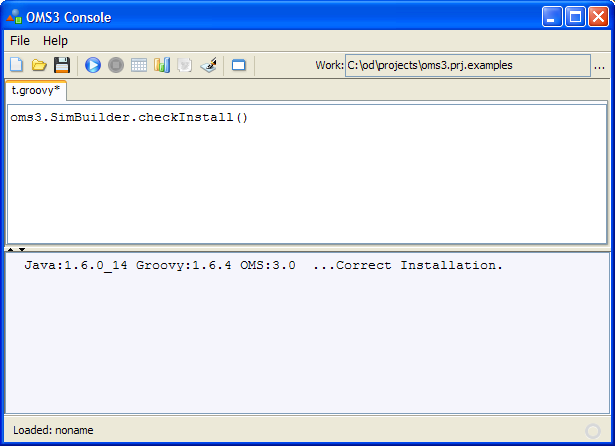 OMS3 Console
File Help
Work: C:\od\projects\oms3.prj.examples ...
t.groovy*
oms3.SimBuilder.checkInstall()
Java:1.6.0_14 Groovy:1.6.4 OMS:3.0 ...Correct Installation.
Loaded: noname